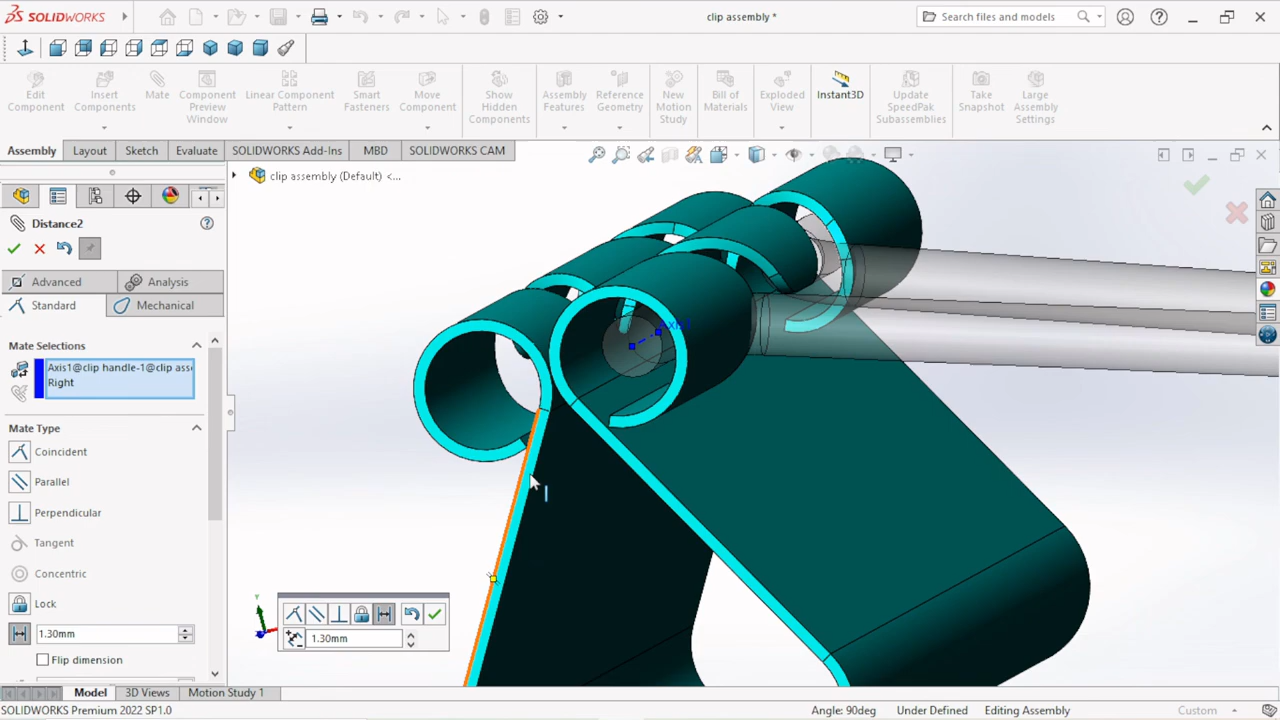 SOLIDWORKS
clip assembly *
Search files and models
Edit Component
Insert Components
Mate
Component Preview Window
Linear Component Pattern
Smart Fasteners
Move Component
Show Hidden Components
Assembly Features
Reference Geometry
New Motion Study
Bill of Materials
Exploded View
Instant3D
Update SpeedPak Subassemblies
Take Snapshot
Large Assembly Settings
Assembly
Layout
Sketch
Evaluate
SOLIDWORKS Add-Ins
MBD
SOLIDWORKS CAM
clip assembly (Default) <...
Distance2
Advanced
Analysis
Standard
Mechanical
Mate Selections
Axis1@clip handle-1@clip asse
Right
Mate Type
Coincident
Parallel
Perpendicular
Tangent
Concentric
Lock
1.30mm
Flip dimension
Axis1
Y
1.30mm
Model
3D Views
Motion Study 1
SOLIDWORKS Premium 2022 SP1.0
Angle: 90deg
Under Defined
Editing Assembly
Custom